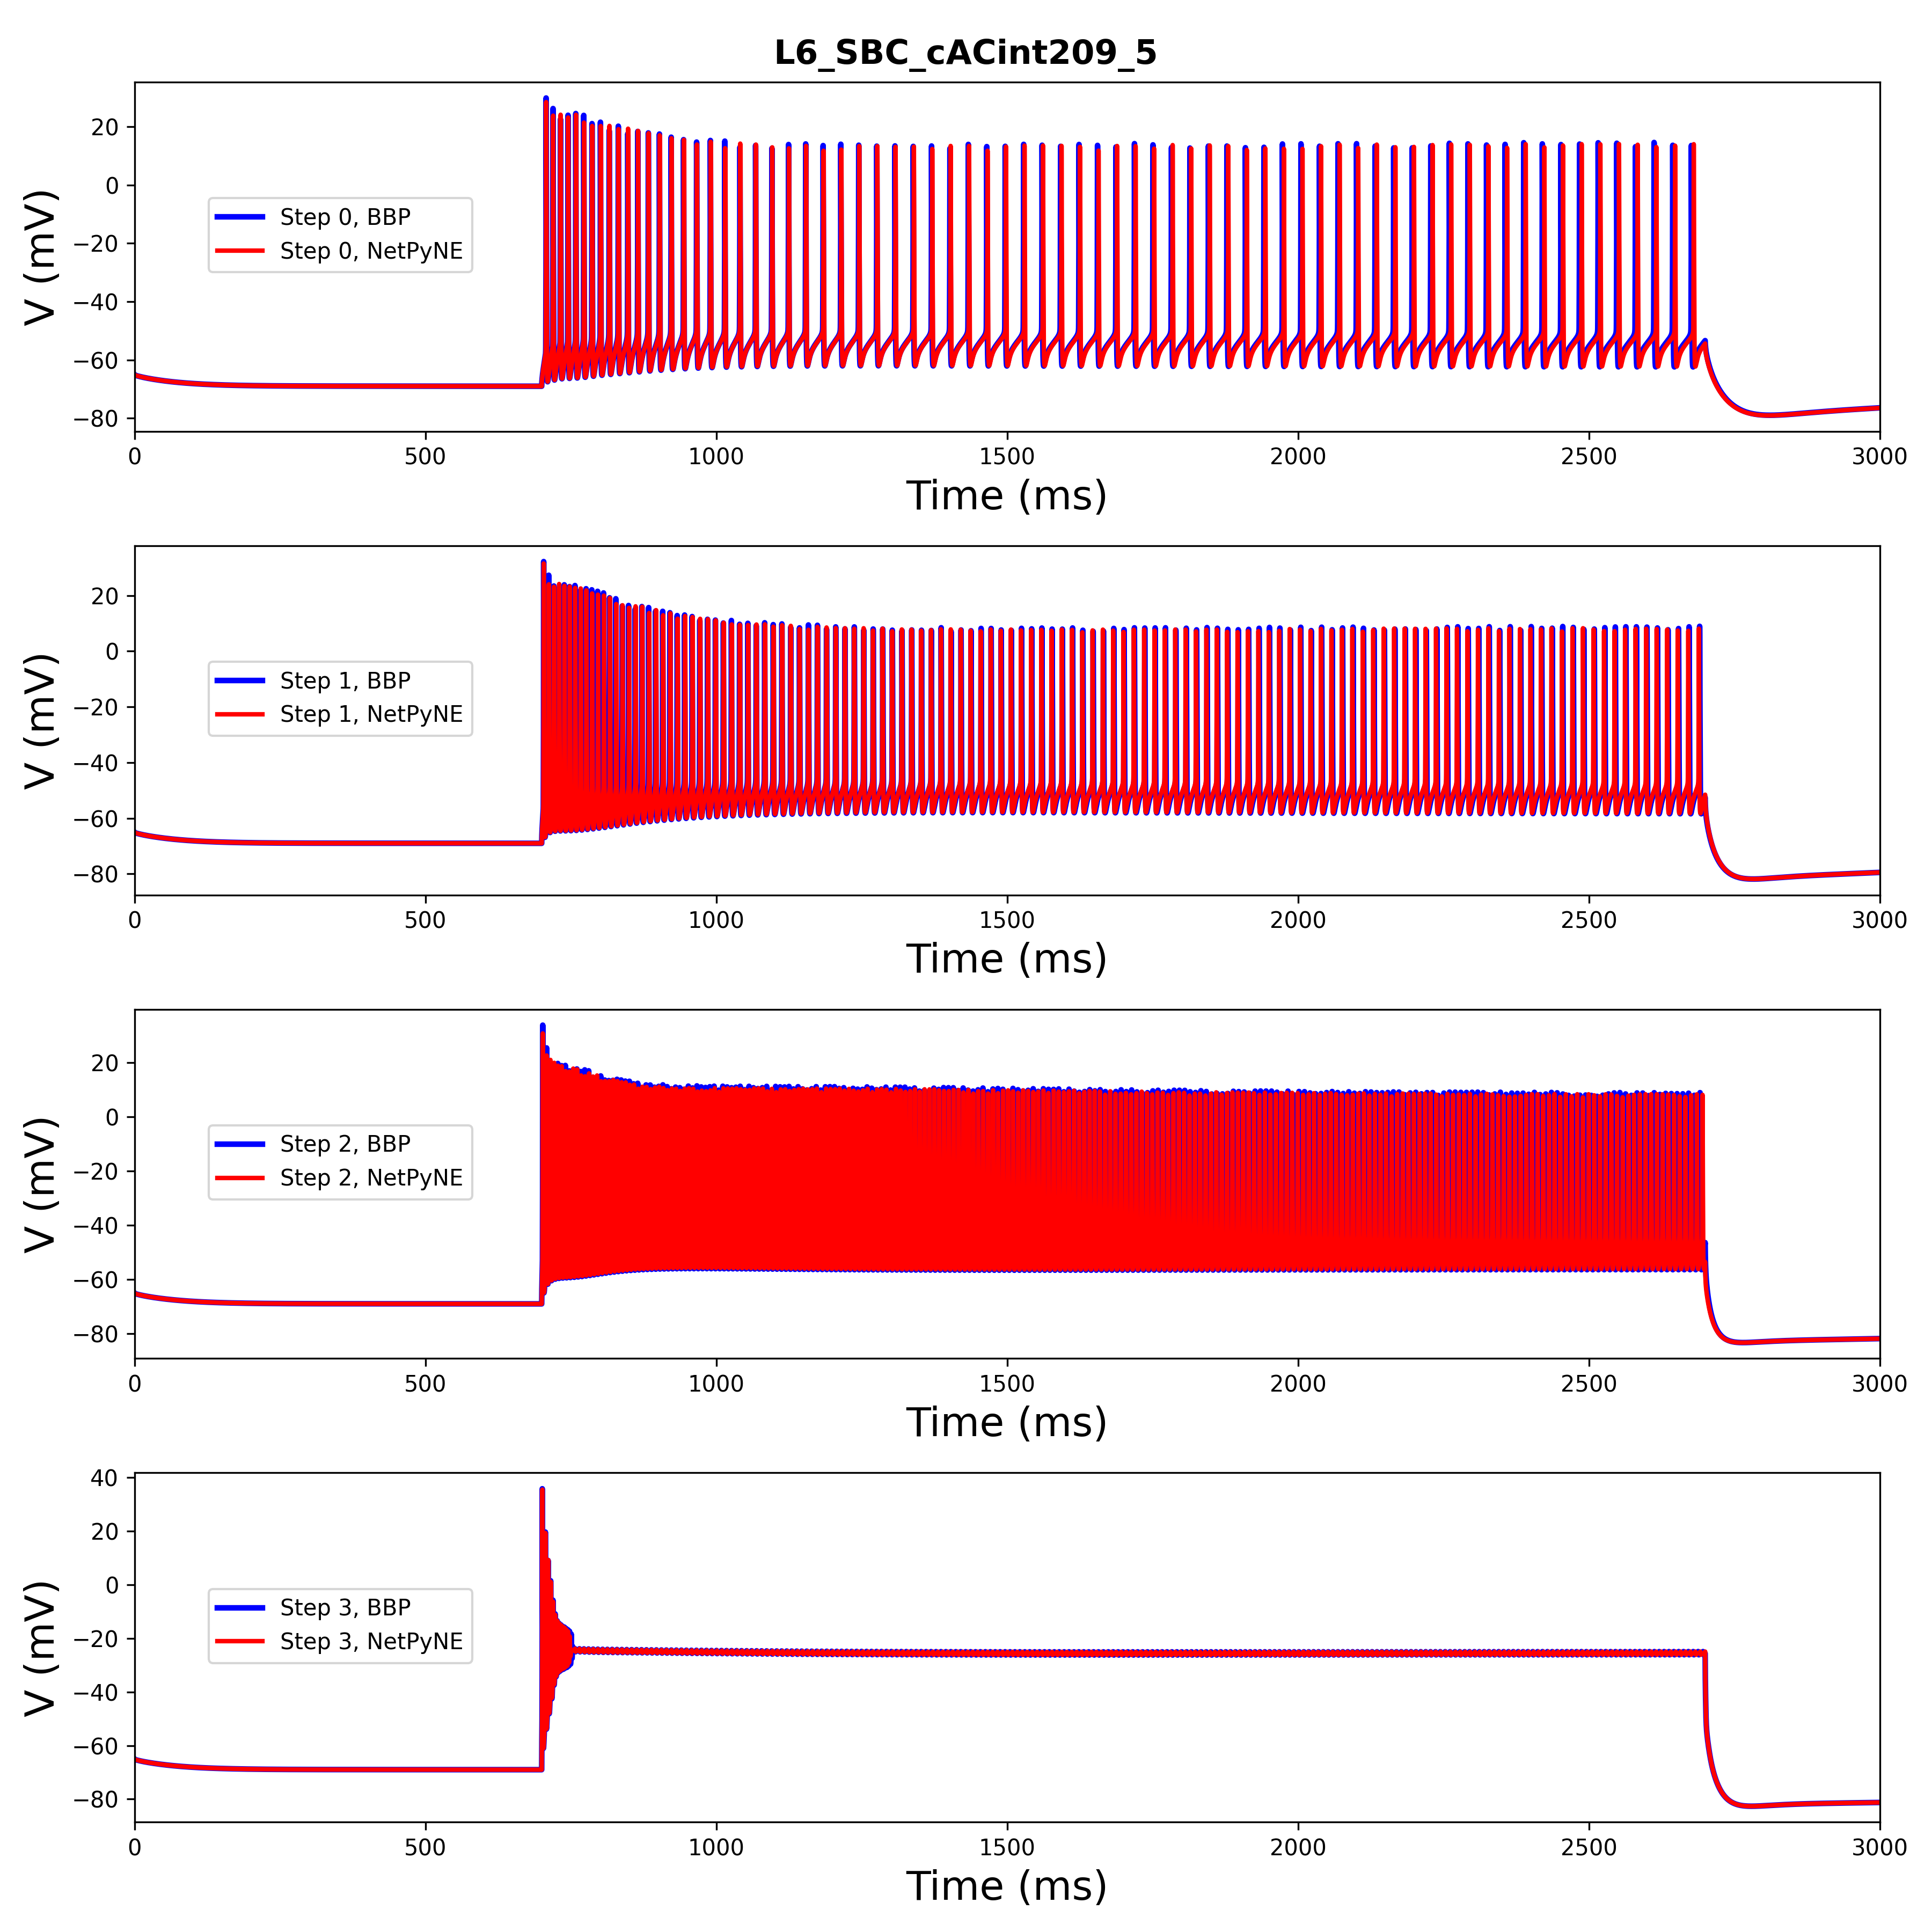 L6_SBC_cACint209_5
20
0
−20
−40
−60
−80
V (mV)
Step 0, BBP
Step 0, NetPyNE
0 500 1000 1500 2000 2500 3000
Time (ms)
20
0
−20
−40
−60
−80
V (mV)
Step 1, BBP
Step 1, NetPyNE
0 500 1000 1500 2000 2500 3000
Time (ms)
20
0
−20
−40
−60
−80
V (mV)
Step 2, BBP
Step 2, NetPyNE
0 500 1000 1500 2000 2500 3000
Time (ms)
40
20
0
−20
−40
−60
−80
V (mV)
Step 3, BBP
Step 3, NetPyNE
0 500 1000 1500 2000 2500 3000
Time (ms)